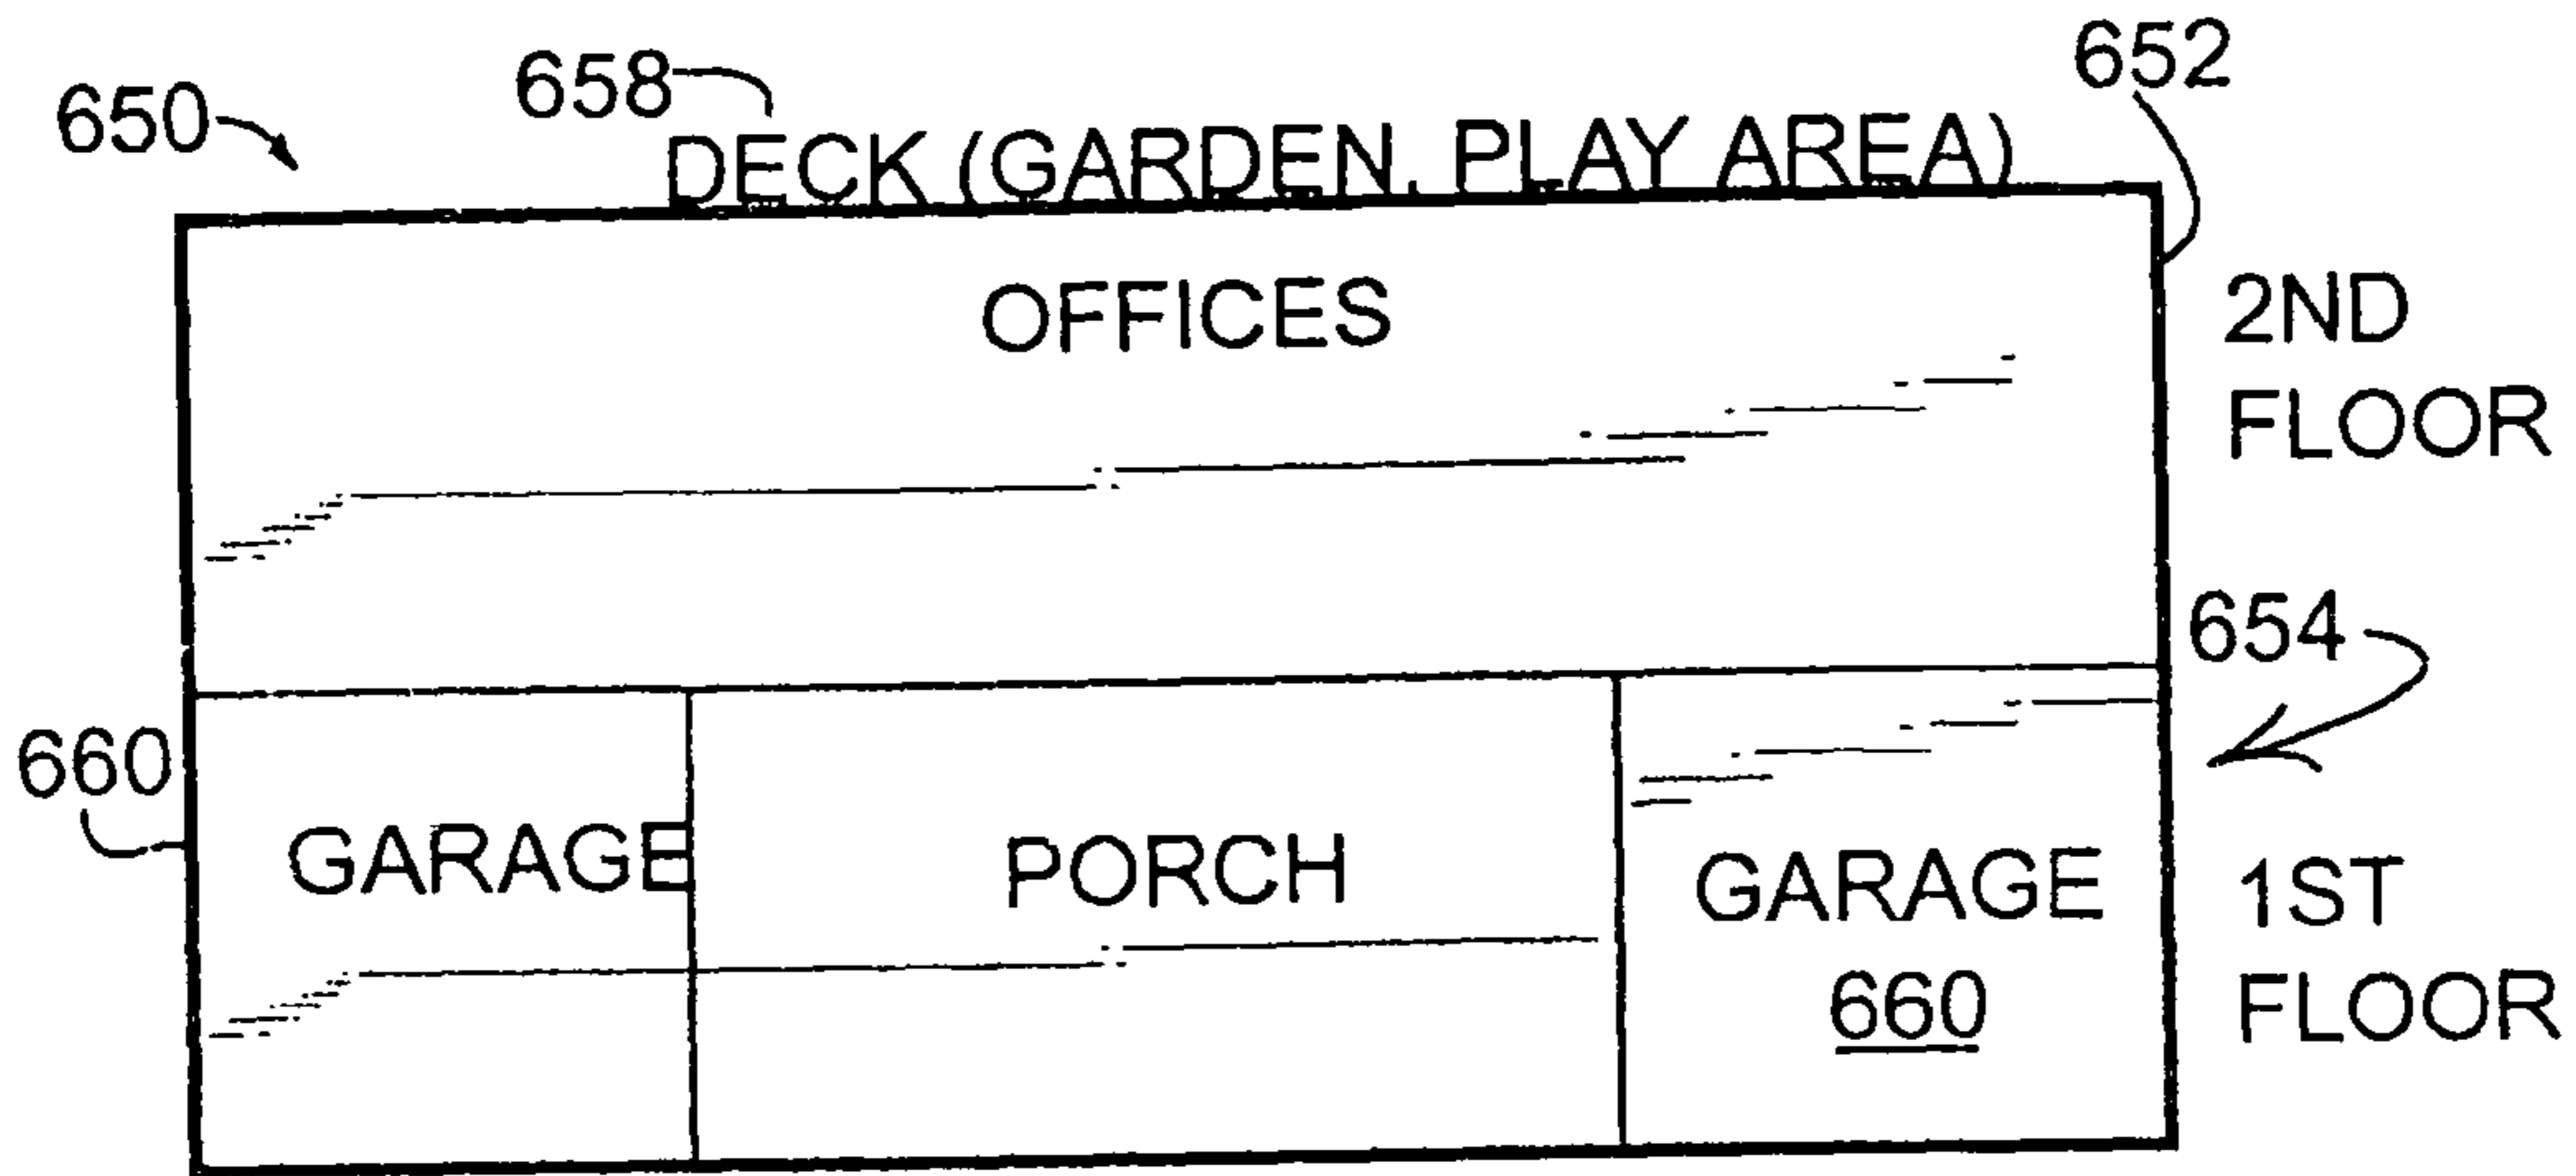 652
658
650
DECK (GARDEN, PLAY AREA)
OFFICES
2ND
FLOOR
654
660
GARAGE
PORCH
GARAGE
1ST
660
FLOOR